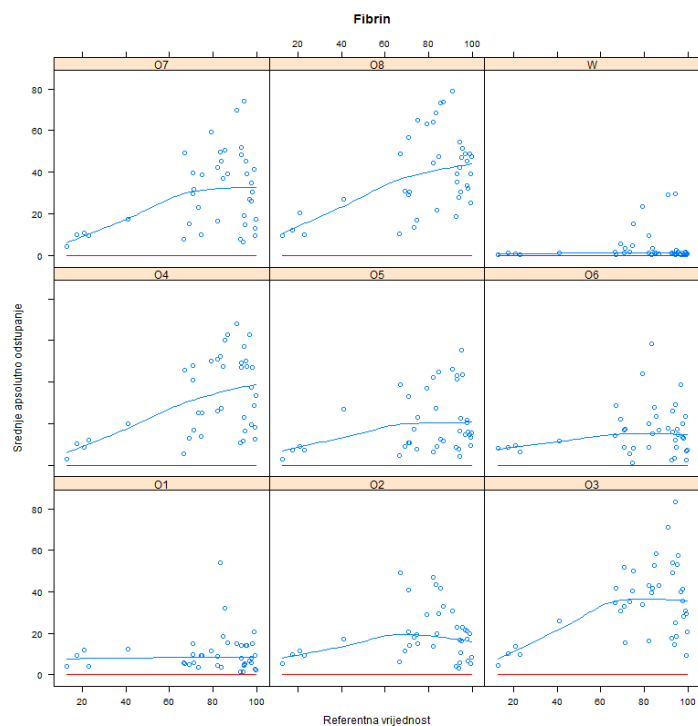 Fibrin
20 40 60 80 100
O7 O8 W
80
60
40
20
0
O4 O5 O6
O1 O2 O3
80
60
40
20
0
20 40 60 80 100 20 40 60 80 100
Srednje apsolutno odstupanje
Referentna vrijednost